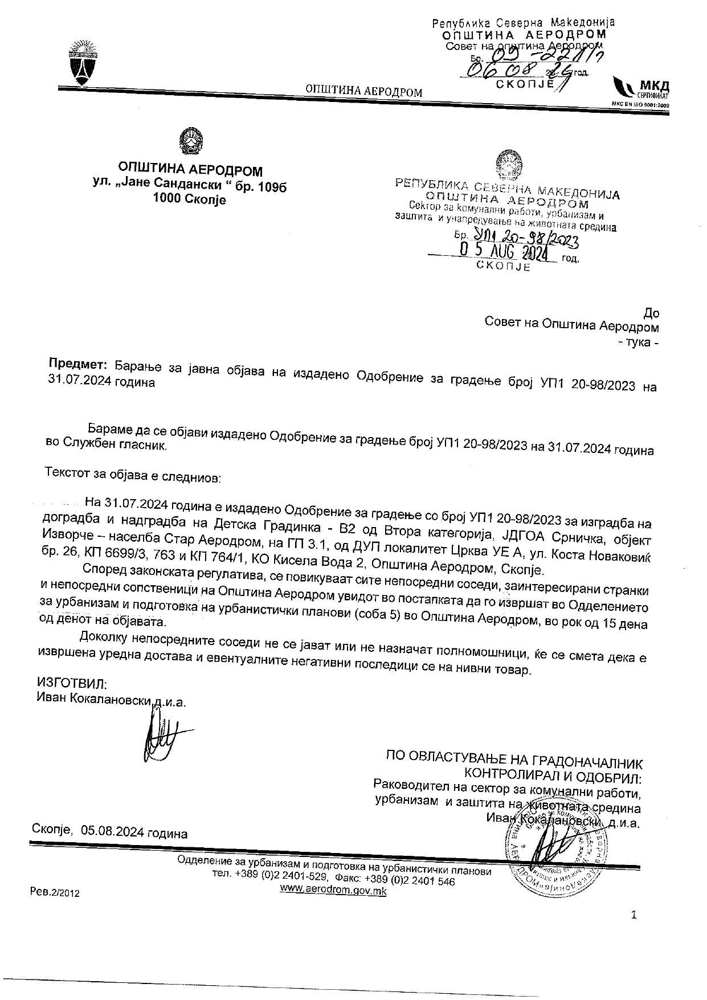 Република Северна Македонија
ОПШТИНА АЕРОДРОМ
Совет на општина Аеродром
Бр. 09-2211/1
06 08 2024 год.
СКОПЈЕ
ОПШТИНА АЕРОДРОМ
МКД
СЕРТИФИКАТ
МКС EN ISO 9001:2009
ОПШТИНА АЕРОДРОМ
ул. „Јане Сандански “ бр. 109б
1000 Скопје
РЕПУБЛИКА СЕВЕРНА МАКЕДОНИЈА
ОПШТИНА АЕРОДРОМ
Сектор за комунални работи, урбанизам и
заштита и унапредување на животната средина
Бр. УП1 20-98/2023
05 AUG 2024 год.
СКОПЈЕ
До
Совет на Општина Аеродром
- тука -
Предмет: Барање за јавна објава на издадено Одобрение за градење број УП1 20-98/2023 на
31.07.2024 година
Бараме да се објави издадено Одобрение за градење број УП1 20-98/2023 на 31.07.2024 година
во Службен гласник.
Текстот за објава е следниов:
На 31.07.2024 година е издадено Одобрение за градење со број УП1 20-98/2023 за изградба на
доградба и надградба на Детска Градинка - В2 од Втора категорија, ЈДГОА Срничка, објект
Изворче – населба Стар Аеродром, на ГП 3.1, од ДУП локалитет Црква УЕ А, ул. Коста Новаковиќ
бр. 26, КП 6699/3, 763 и КП 764/1, КО Кисела Вода 2, Општина Аеродром, Скопје.
Според законската регулатива, се повикуваат сите непосредни соседи, заинтересирани странки
и непосредни сопственици на Општина Аеродром увидот во постапката да го извршат во Одделението
за урбанизам и подготовка на урбанистички планови (соба 5) во Општина Аеродром, во рок од 15 дена
од денот на објавата.
Доколку непосредните соседи не се јават или не назначат полномошници, ќе се смета дека е
извршена уредна достава и евентуалните негативни последици се на нивни товар.
ИЗГОТВИЛ:
Иван Кокалановски д.и.а.
ПО ОВЛАСТУВАЊЕ НА ГРАДОНАЧАЛНИК
КОНТРОЛИРАЛ И ОДОБРИЛ:
Раководител на сектор за комунални работи,
урбанизам и заштита на животната средина
Иван Кокалановски д.и.а.
Скопје, 05.08.2024 година
Одделение за урбанизам и подготовка на урбанистички планови
тел. +389 (0)2 2401-529, Факс: +389 (0)2 2401 546
www.aerodrom.gov.mk
Рев.2/2012
1